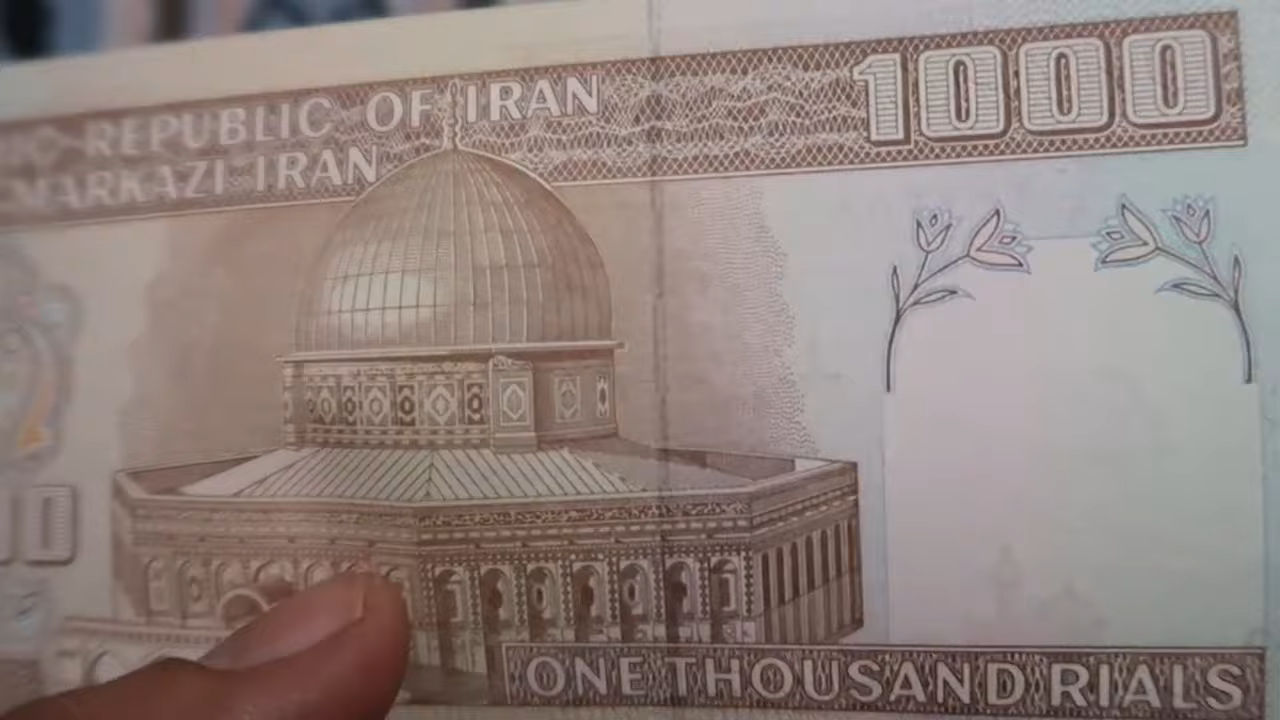 REPUBLIC OF IRAN 1000
MARKAZI IRAN
ONE THOUSAND RIALS